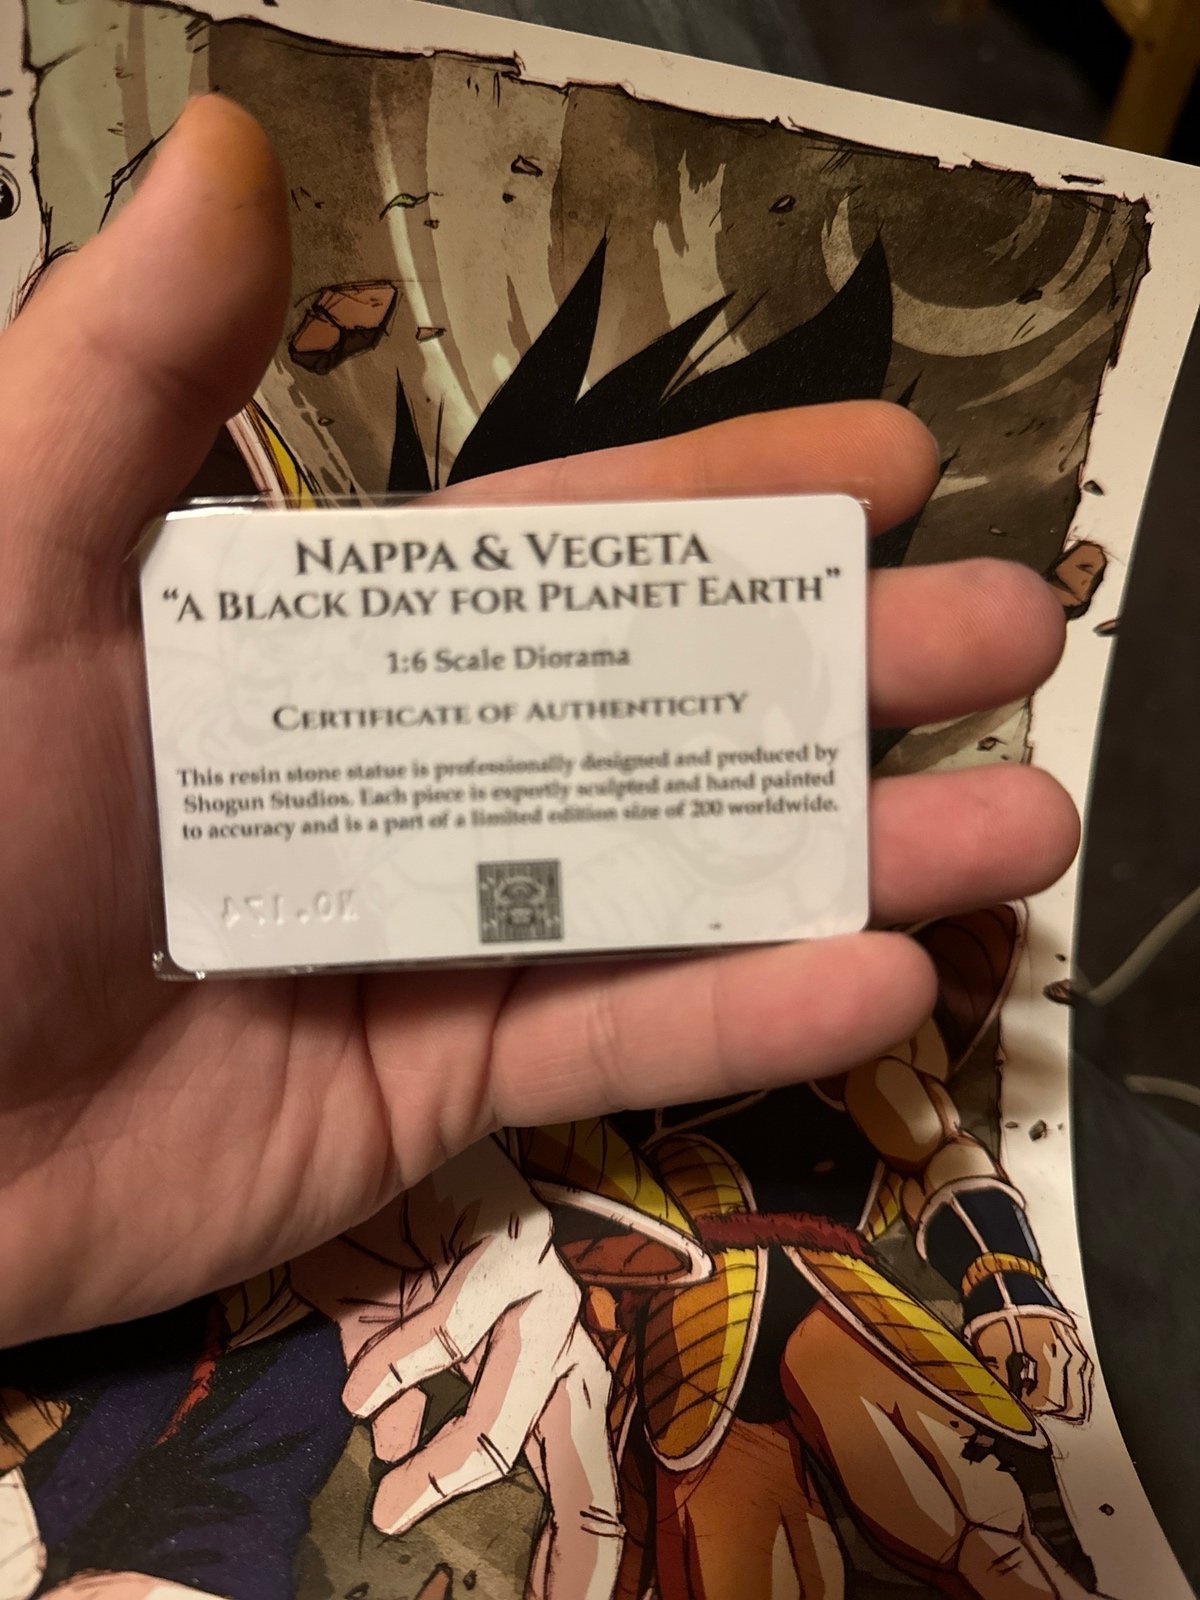 NAPPA & VEGETA
“A BLACK DAY FOR PLANET EARTH”
1:6 Scale Diorama
CERTIFICATE OF AUTHENTICITY
This resin stone statue is professionally designed and produced by
Shogun Studios. Each piece is expertly sculpted and hand painted
to accuracy and is a part of a limited edition size of 200 worldwide.
NO.174